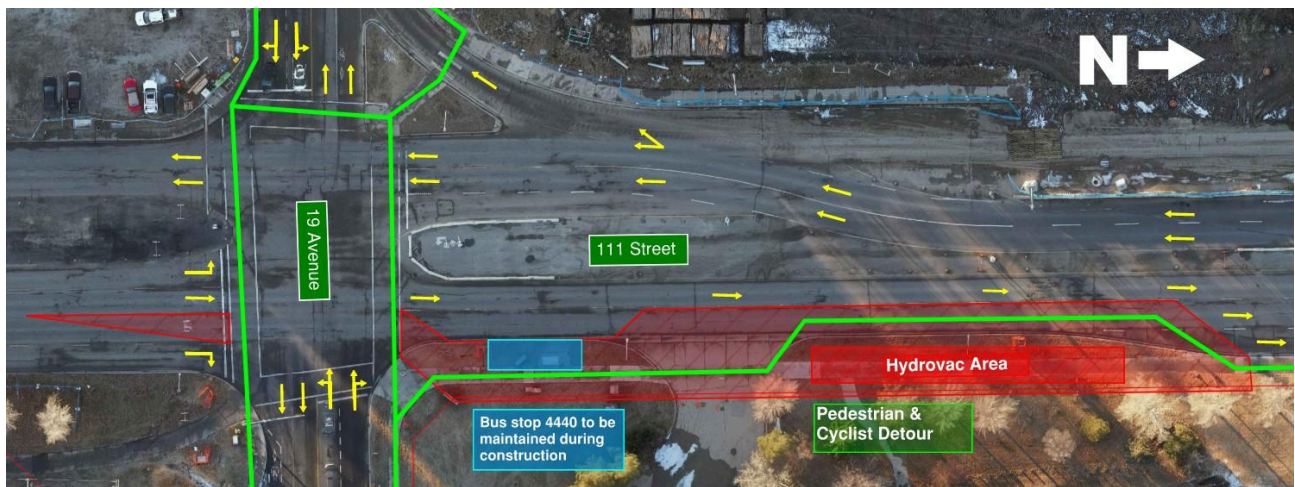 N
19 Avenue
111 Street
Hydrovac Area
Bus stop 4440 to be
maintained during
construction
Pedestrian &
Cyclist Detour